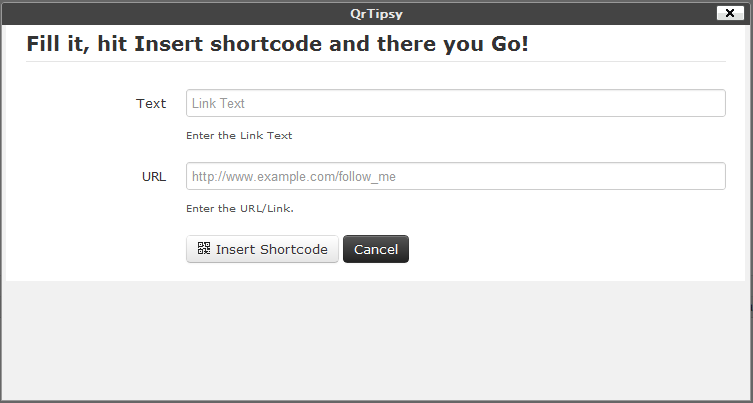 QrTipsy
Fill it, hit Insert shortcode and there you Go!
Text
Link Text
Enter the Link Text
URL
http://www.example.com/follow_me
Enter the URL/Link.
Insert Shortcode
Cancel